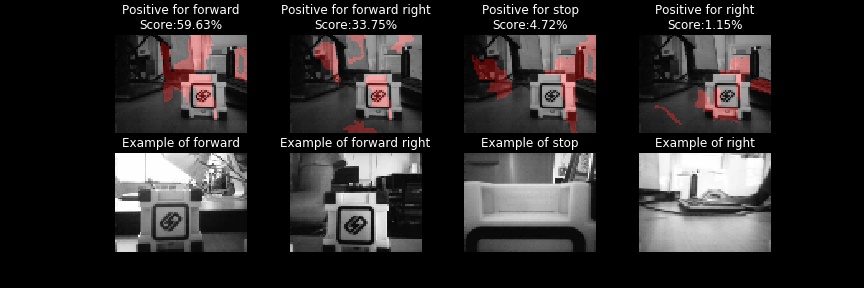 Positive for forward
Score:59.63%
Positive for forward right
Score:33.75%
Positive for stop
Score:4.72%
Positive for right
Score:1.15%
Example of forward
Example of forward right
Example of stop
Example of right